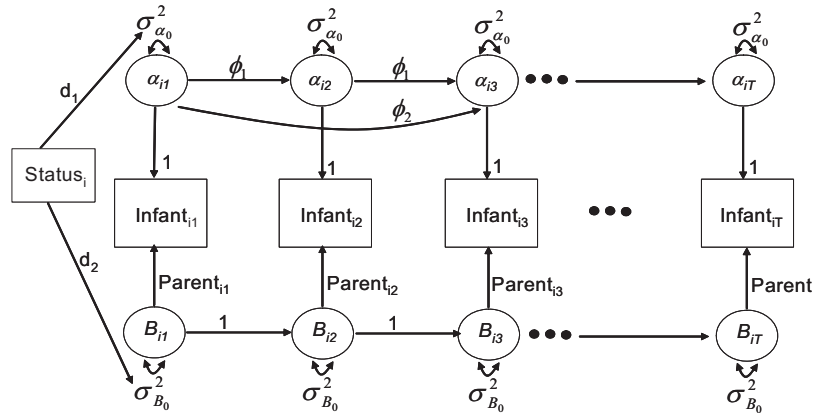 σ²α₀ σ²α₀ σ²α₀ σ²α₀
αi1 ϕ₁ αi2 ϕ₁ αi3 ••• αiT
d₁
ϕ₂
1 1 1 1
Statusᵢ
Infanti1 Infanti2 Infanti3 ••• InfantiT
d₂
Parenti1 Parenti2 Parenti3 Parent
Bi1 1 Bi2 1 Bi3 ••• BiT
σ²B₀ σ²B₀ σ²B₀ σ²B₀